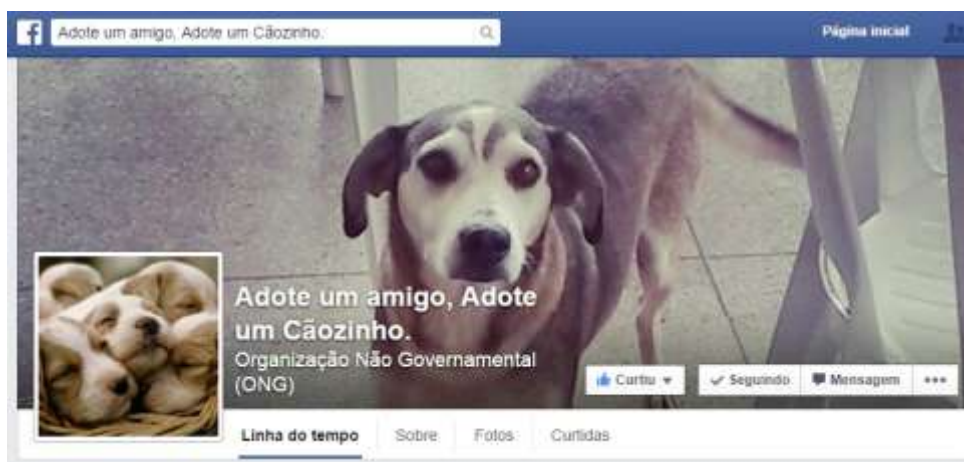 Adote um amigo, Adote um Cãozinho.
Página inicial
Adote um amigo, Adote
um Cãozinho.
Organização Não Governamental
(ONG)
Curtiu
Seguindo
Mensagem
Linha do tempo
Sobre
Fotos
Curtidas